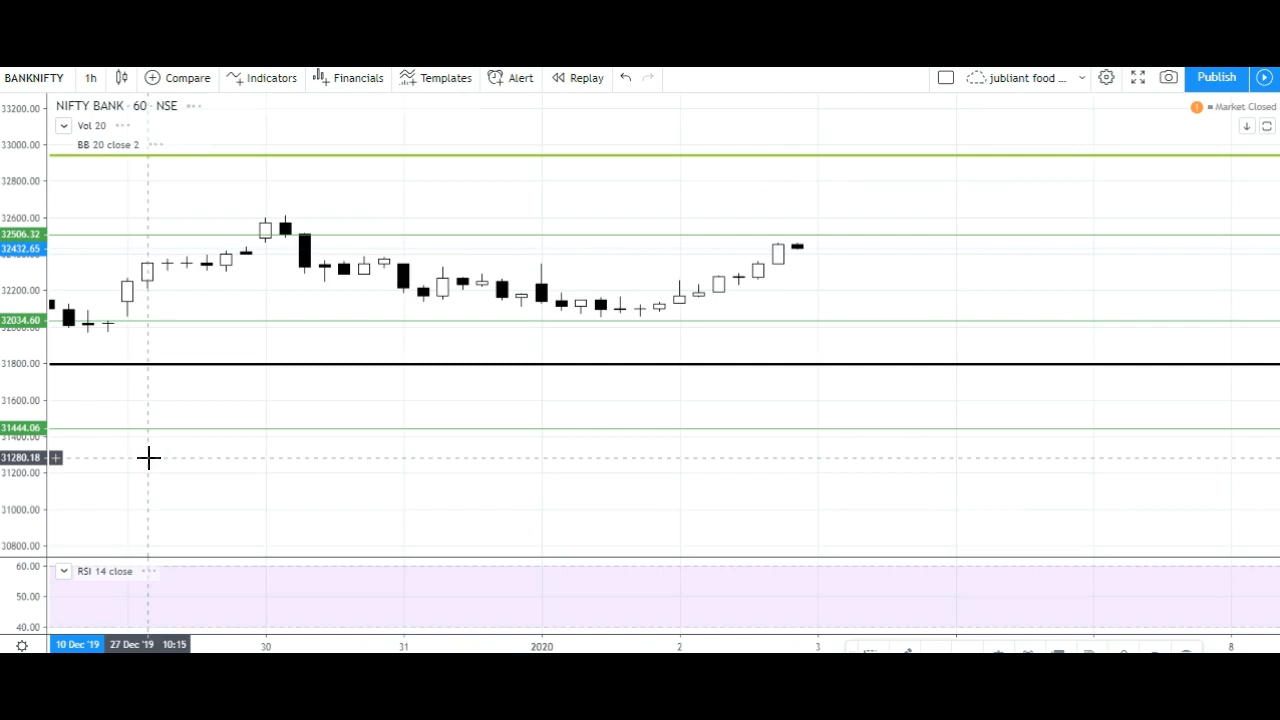 BANKNIFTY 1h Compare Indicators Financials Templates Alert Replay jubliant food ... Publish
NIFTY BANK · 60 · NSE
Market Closed
Vol 20
BB 20 close 2
33200.00
33000.00
32800.00
32600.00
32506.32
32432.65
32200.00
32034.60
31800.00
31600.00
31444.06
31400.00
31280.18
31200.00
31000.00
30800.00
60.00
RSI 14 close
50.00
40.00
10 Dec '19 27 Dec '19 10:15 30 31 2020 2 3 8